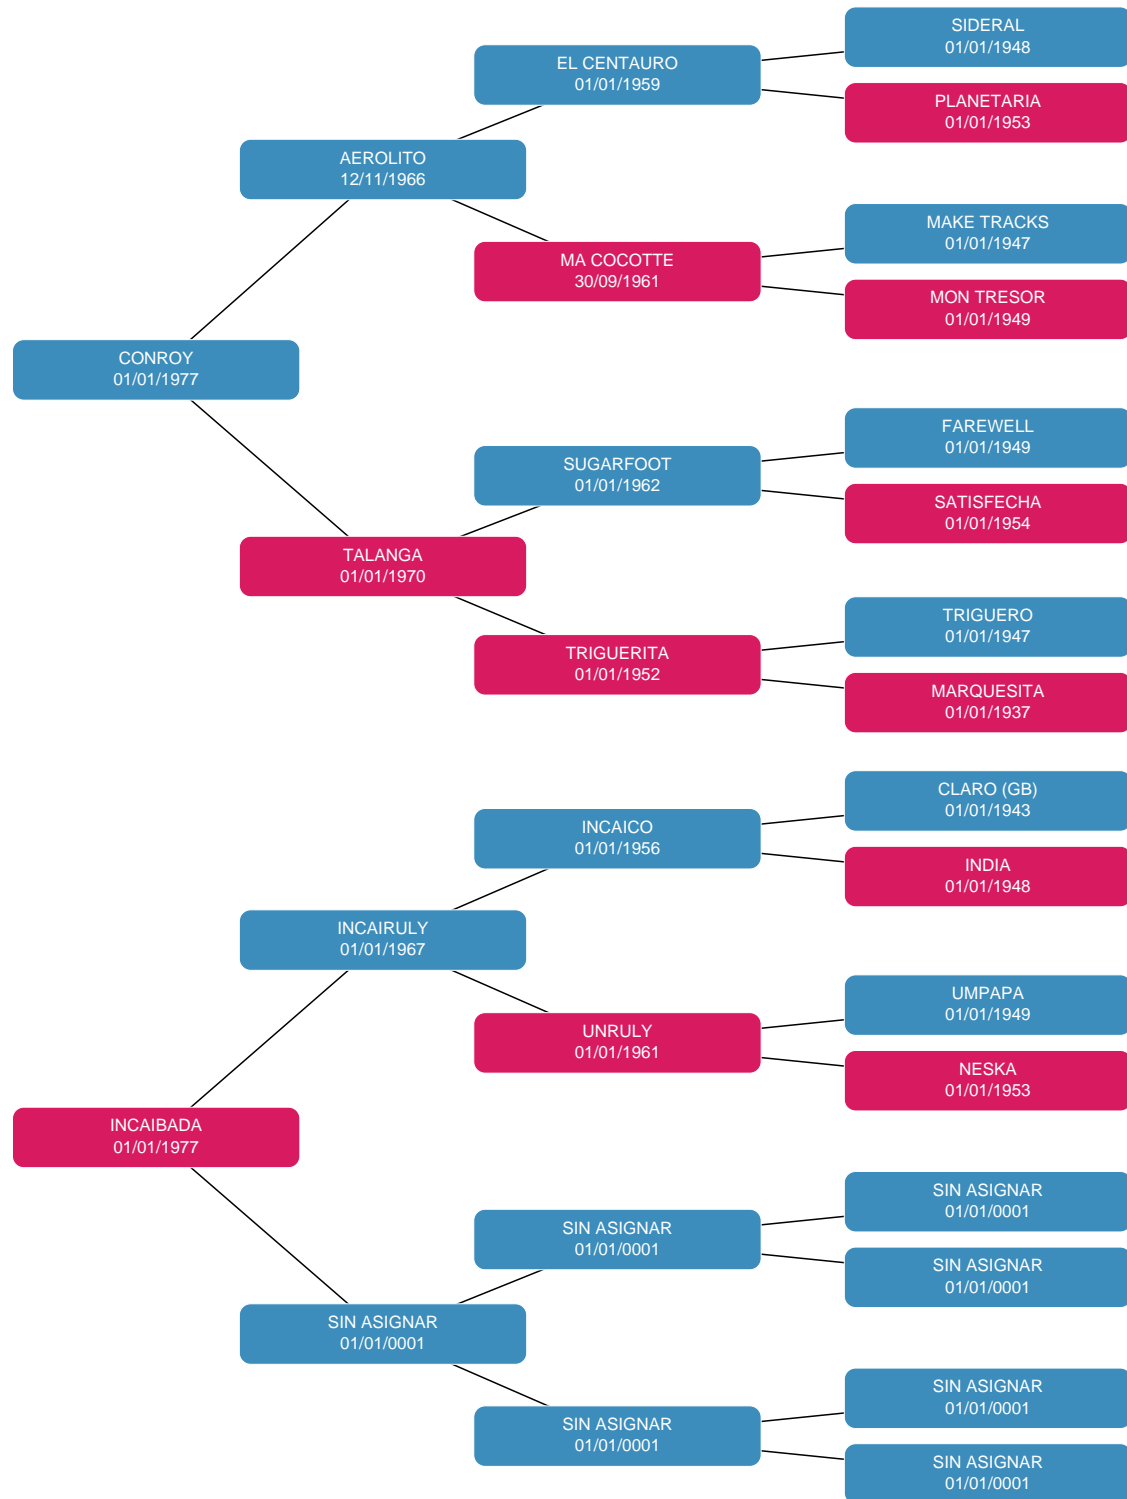 SIDERAL
01/01/1948
EL CENTAURO
01/01/1959
PLANETARIA
01/01/1953
AEROLITO
12/11/1966
MAKE TRACKS
01/01/1947
MA COCOTTE
30/09/1961
MON TRESOR
01/01/1949
CONROY
01/01/1977
FAREWELL
01/01/1949
SUGARFOOT
01/01/1962
SATISFECHA
01/01/1954
TALANGA
01/01/1970
TRIGUERO
01/01/1947
TRIGUERITA
01/01/1952
MARQUESITA
01/01/1937
CLARO (GB)
01/01/1943
INCAICO
01/01/1956
INDIA
01/01/1948
INCAIRULY
01/01/1967
UMPAPA
01/01/1949
UNRULY
01/01/1961
NESKA
01/01/1953
INCAIBADA
01/01/1977
SIN ASIGNAR
01/01/0001
SIN ASIGNAR
01/01/0001
SIN ASIGNAR
01/01/0001
SIN ASIGNAR
01/01/0001
SIN ASIGNAR
01/01/0001
SIN ASIGNAR
01/01/0001
SIN ASIGNAR
01/01/0001